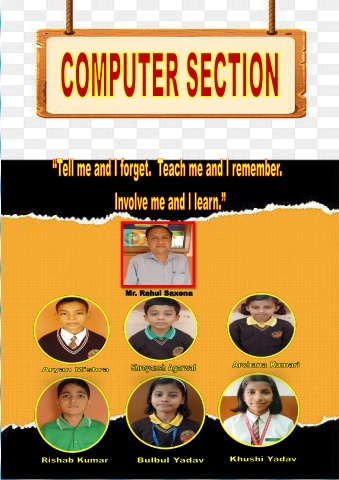 COMPUTER SECTION
“Tell me and I forget. Teach me and I remember.
Involve me and I learn.”
Mr. Rahul Saxena
Aryan Mishra
Shreyansh Agarwal
Archana Kumari
Rishab Kumar
Bulbul Yadav
Khushi Yadav